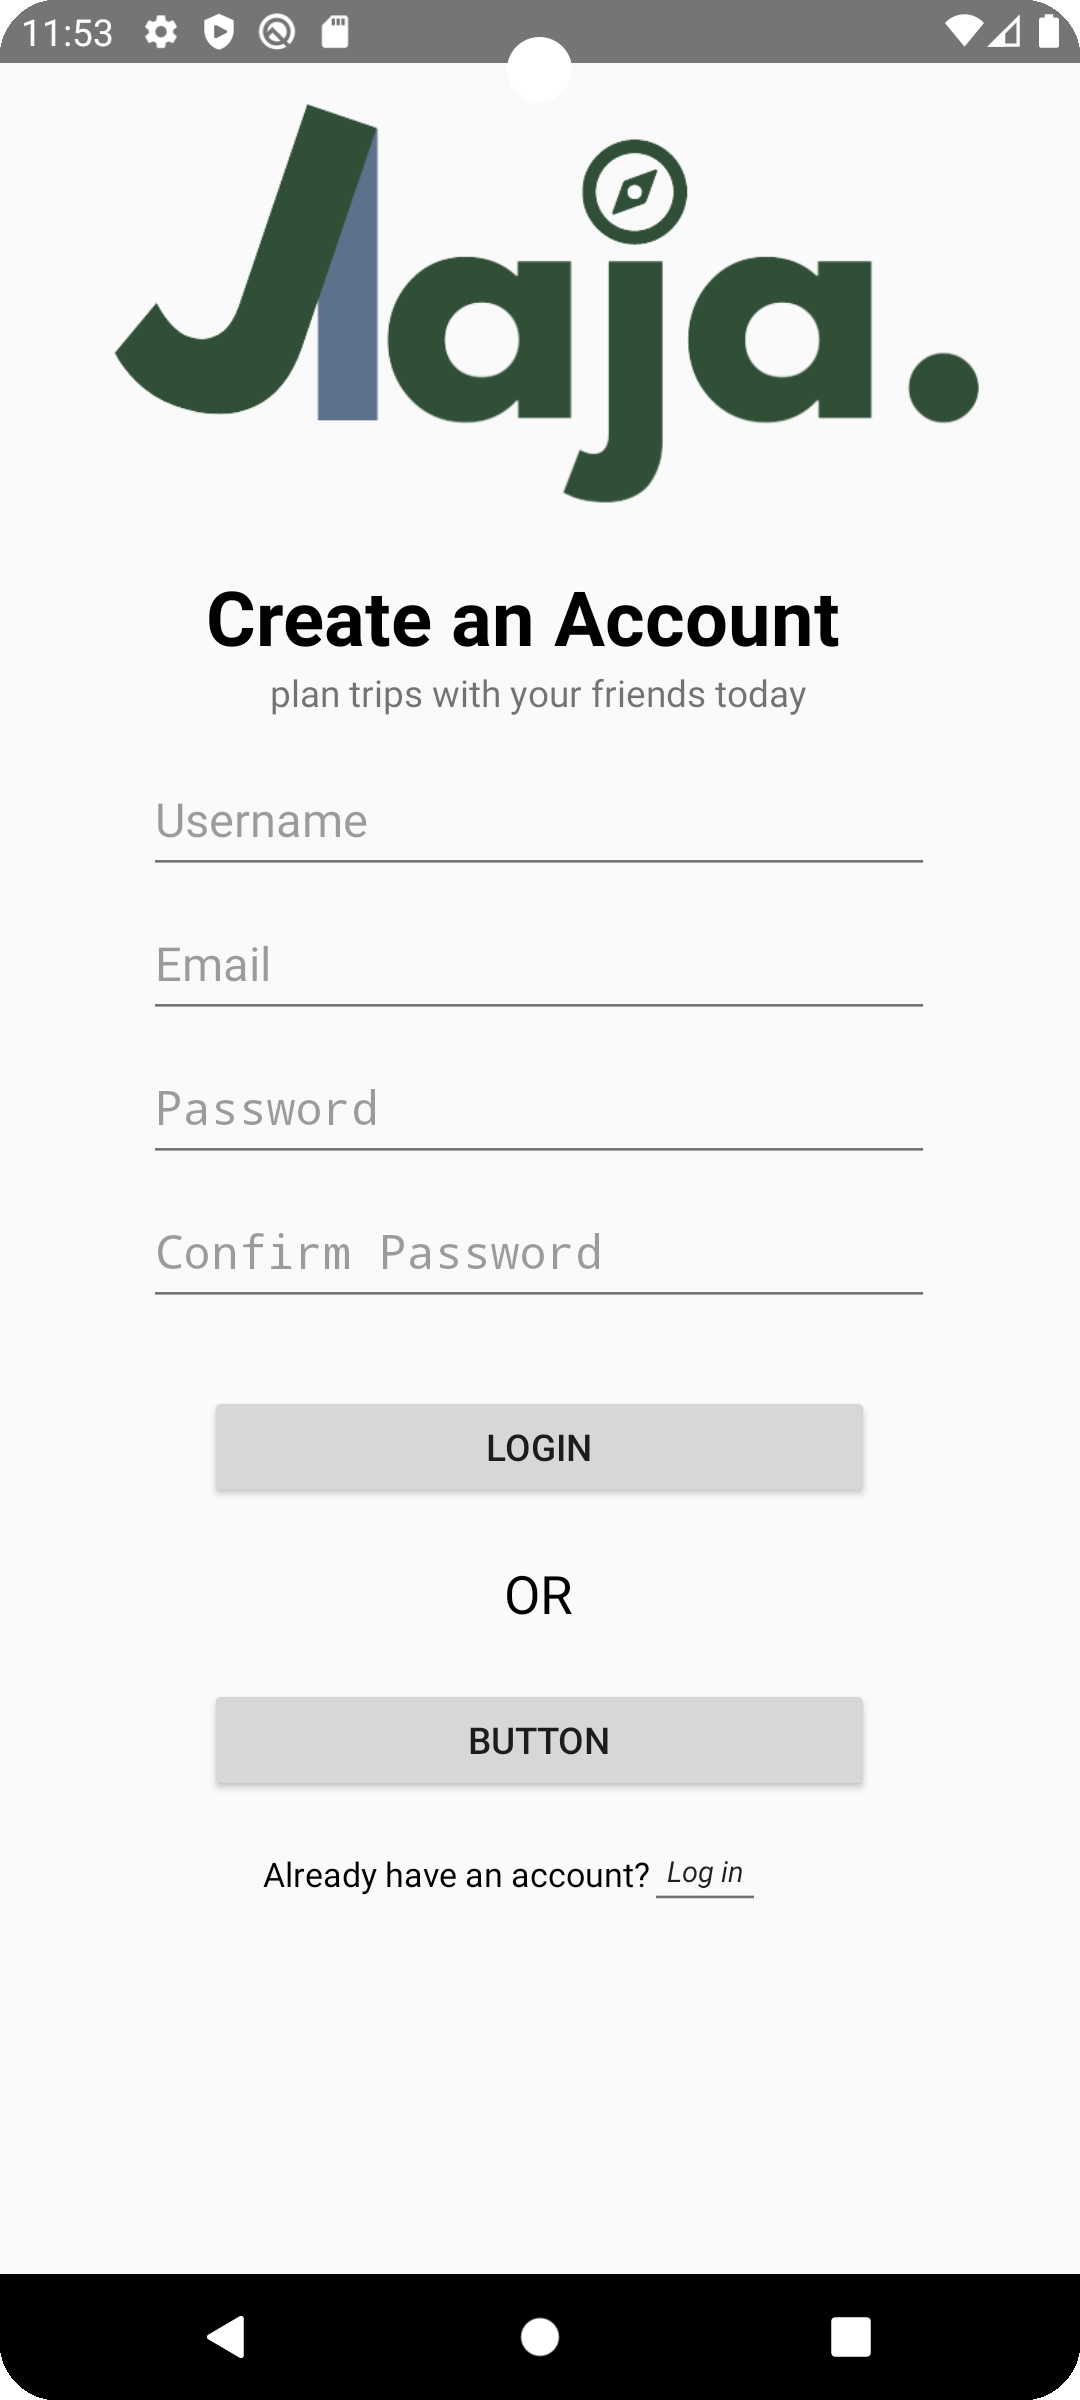 11:53
Jaja.
Create an Account
plan trips with your friends today
Username
Email
Password
Confirm Password
LOGIN
OR
BUTTON
Already have an account? Log in